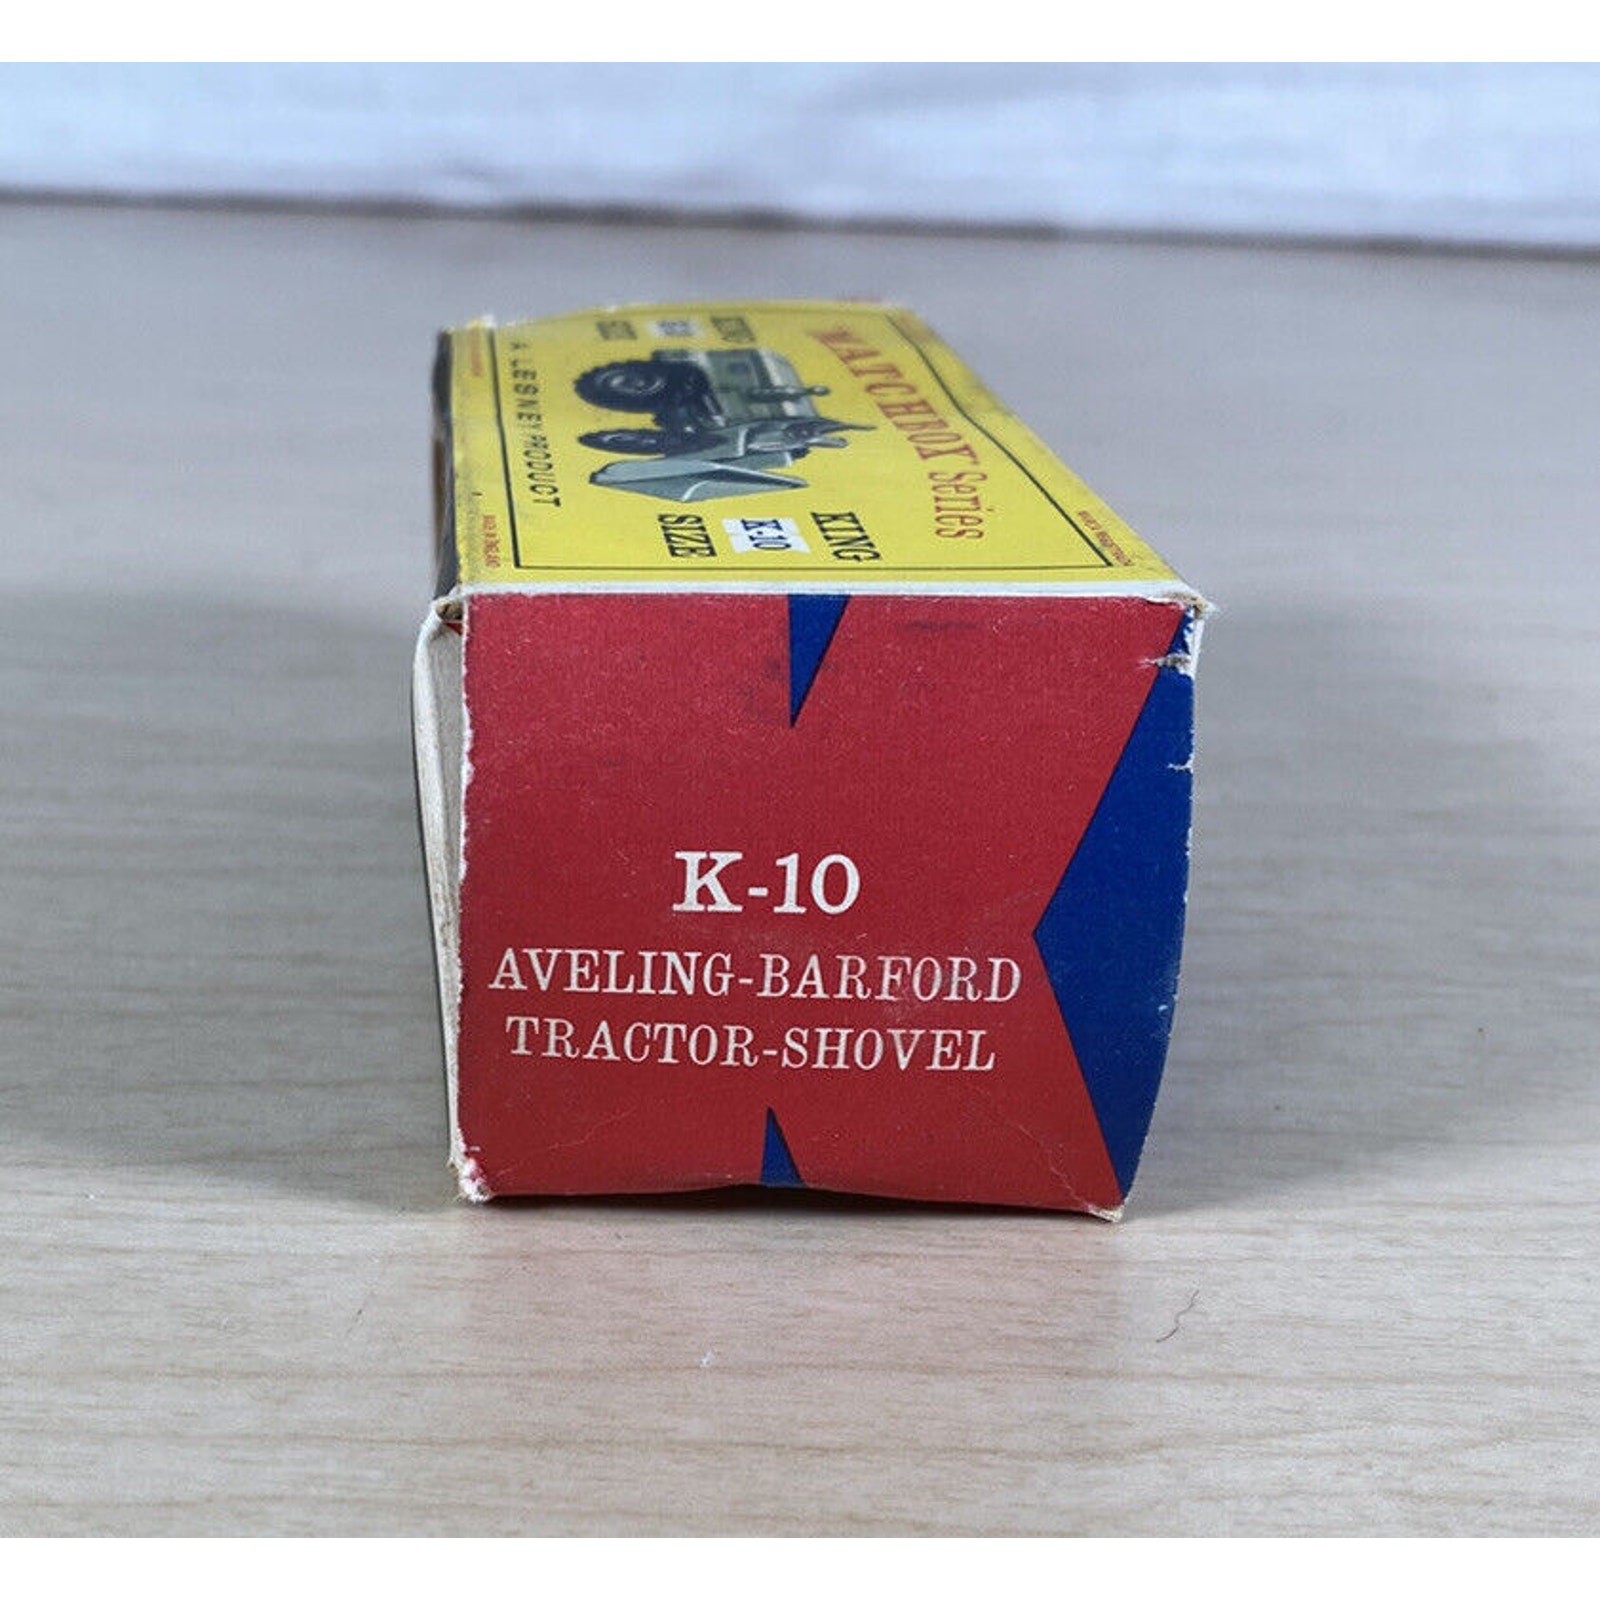 MATCHBOX Series
KING
K-10
SIZE
A LESNEY PRODUCT
K-10
AVELING-BARFORD
TRACTOR-SHOVEL